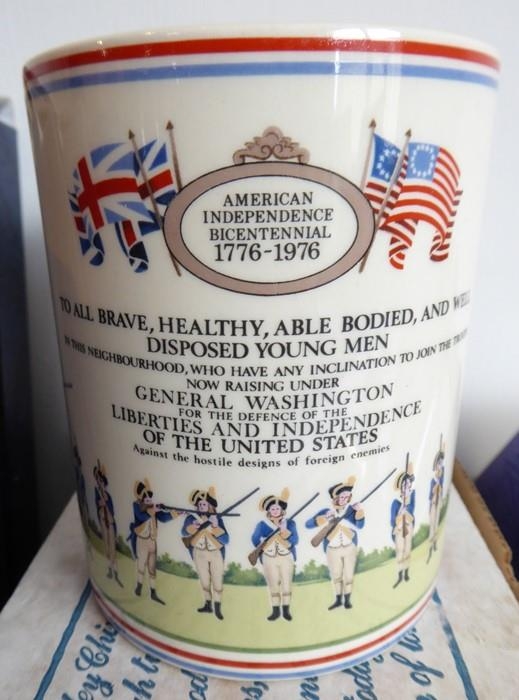 AMERICAN
INDEPENDENCE
BICENTENNIAL
1776-1976
TO ALL BRAVE, HEALTHY, ABLE BODIED, AND WELL
DISPOSED YOUNG MEN
IN THIS NEIGHBOURHOOD, WHO HAVE ANY INCLINATION TO JOIN THE
NOW RAISING UNDER
GENERAL WASHINGTON
FOR THE DEFENCE OF THE
LIBERTIES AND INDEPENDENCE
OF THE UNITED STATES
Against the hostile designs of foreign enemies